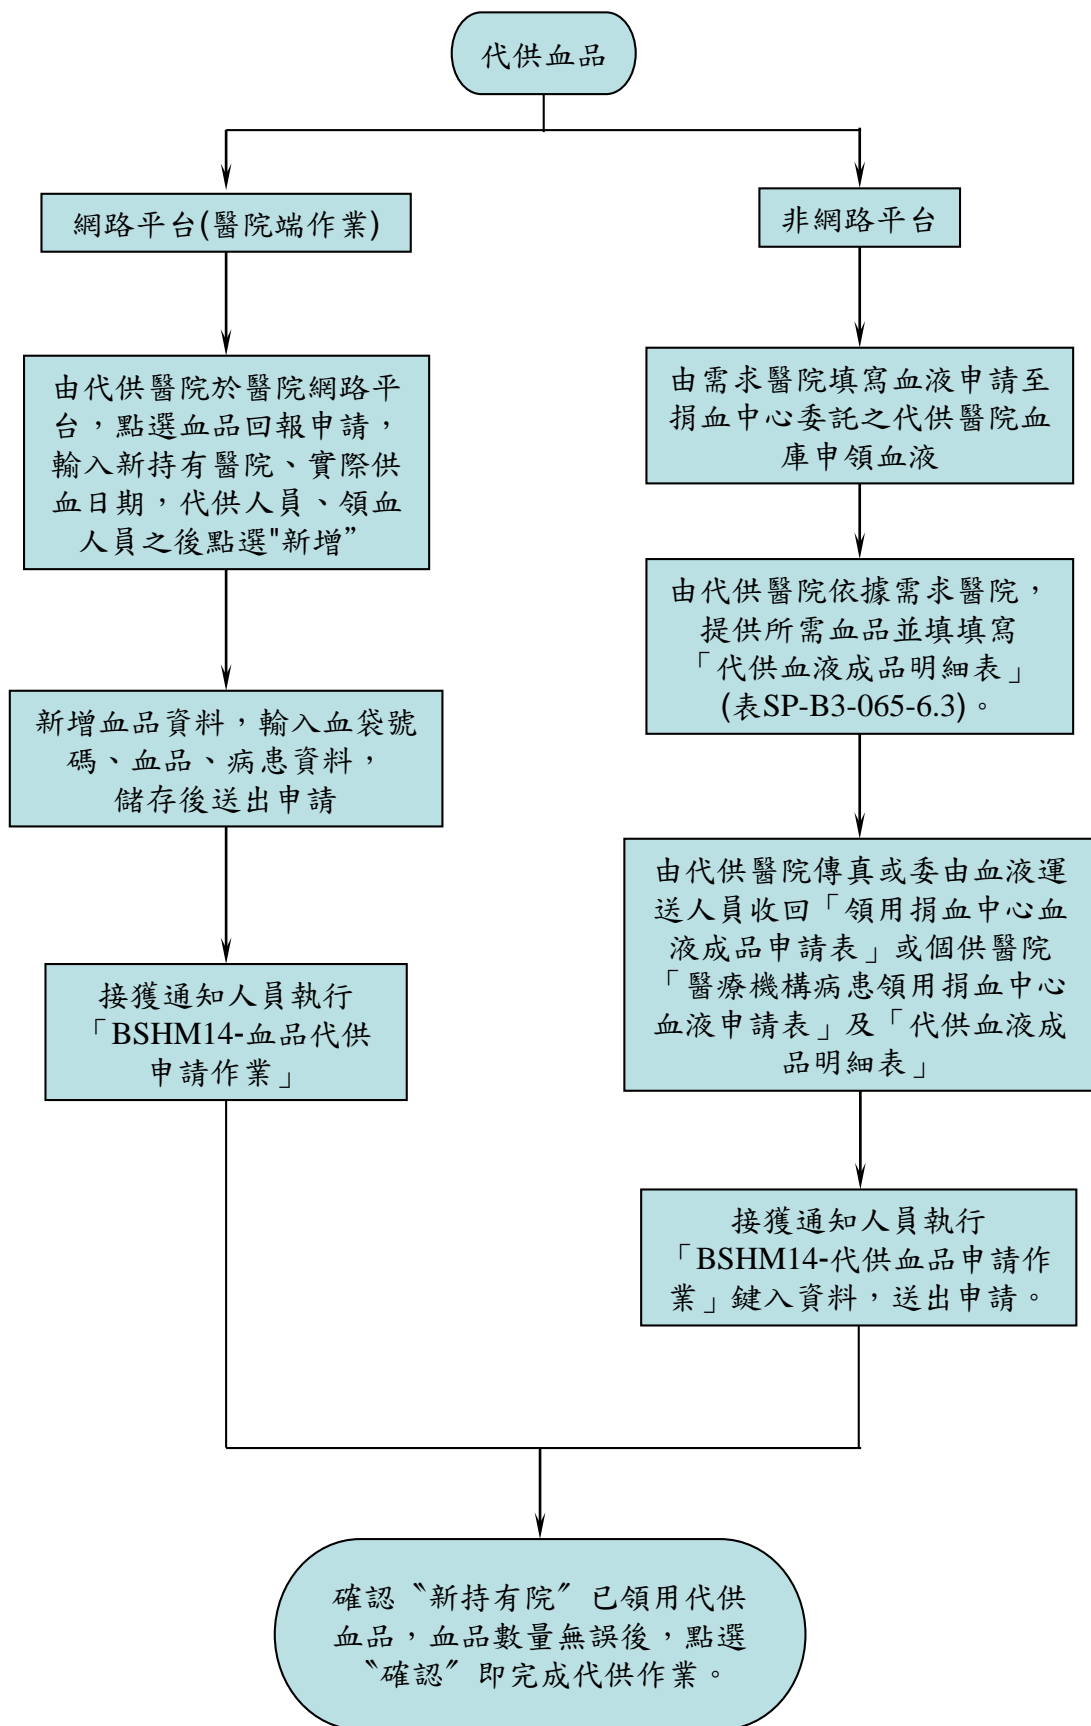 代供血品
網路平台(醫院端作業)
由代供醫院於醫院網路平
台，點選血品回報申請，
輸入新持有醫院、實際供
血日期，代供人員、領血
人員之後點選"新增”
新增血品資料，輸入血袋號
碼、血品、病患資料，
儲存後送出申請
接獲通知人員執行
「BSHM14-血品代供
申請作業」
非網路平台
由需求醫院填寫血液申請至
捐血中心委託之代供醫院血
庫申領血液
由代供醫院依據需求醫院，
提供所需血品並填填寫
「代供血液成品明細表」
(表SP-B3-065-6.3)。
由代供醫院傳真或委由血液運
送人員收回「領用捐血中心血
液成品申請表」或個供醫院
「醫療機構病患領用捐血中心
血液申請表」及「代供血液成
品明細表」
接獲通知人員執行
「BSHM14-代供血品申請作
業」鍵入資料，送出申請。
確認〝新持有院〞已領用代供
血品，血品數量無誤後，點選
〝確認〞即完成代供作業。